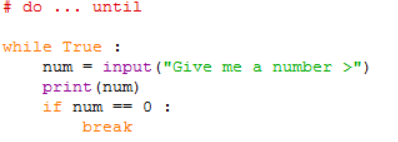 # do ... until
while True :
    num = input("Give me a number >")
    print(num)
    if num == 0 :
        break